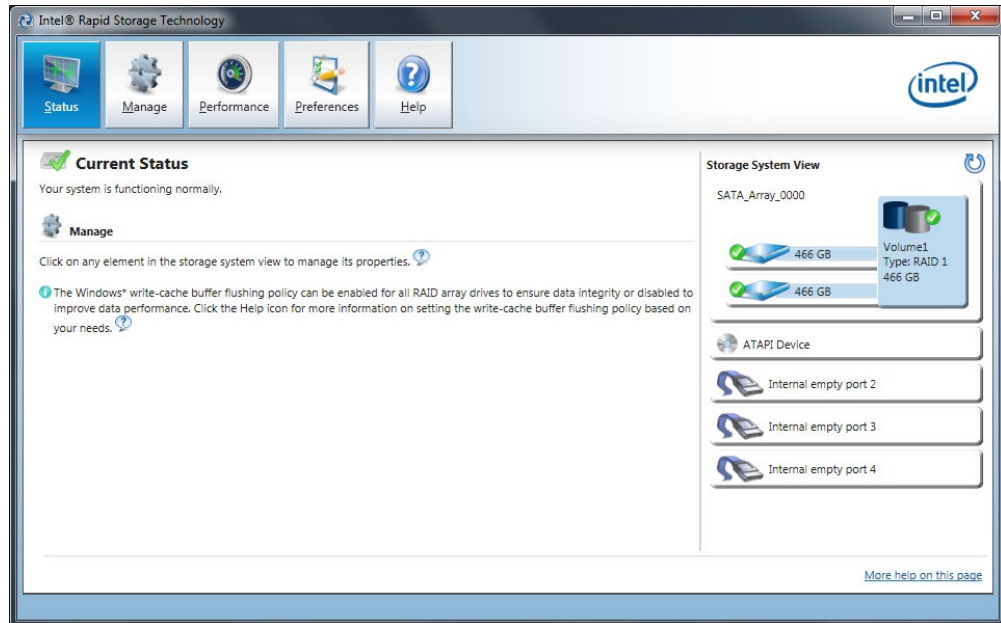 Intel® Rapid Storage Technology
Status
Manage
Performance
Preferences
Help
intel
Current Status
Your system is functioning normally.
Manage
Click on any element in the storage system view to manage its properties.
The Windows* write-cache buffer flushing policy can be enabled for all RAID array drives to ensure data integrity or disabled to
improve data performance. Click the Help icon for more information on setting the write-cache buffer flushing policy based on
your needs.
Storage System View
SATA_Array_0000
466 GB
466 GB
Volume1
Type: RAID 1
466 GB
ATAPI Device
Internal empty port 2
Internal empty port 3
Internal empty port 4
More help on this page